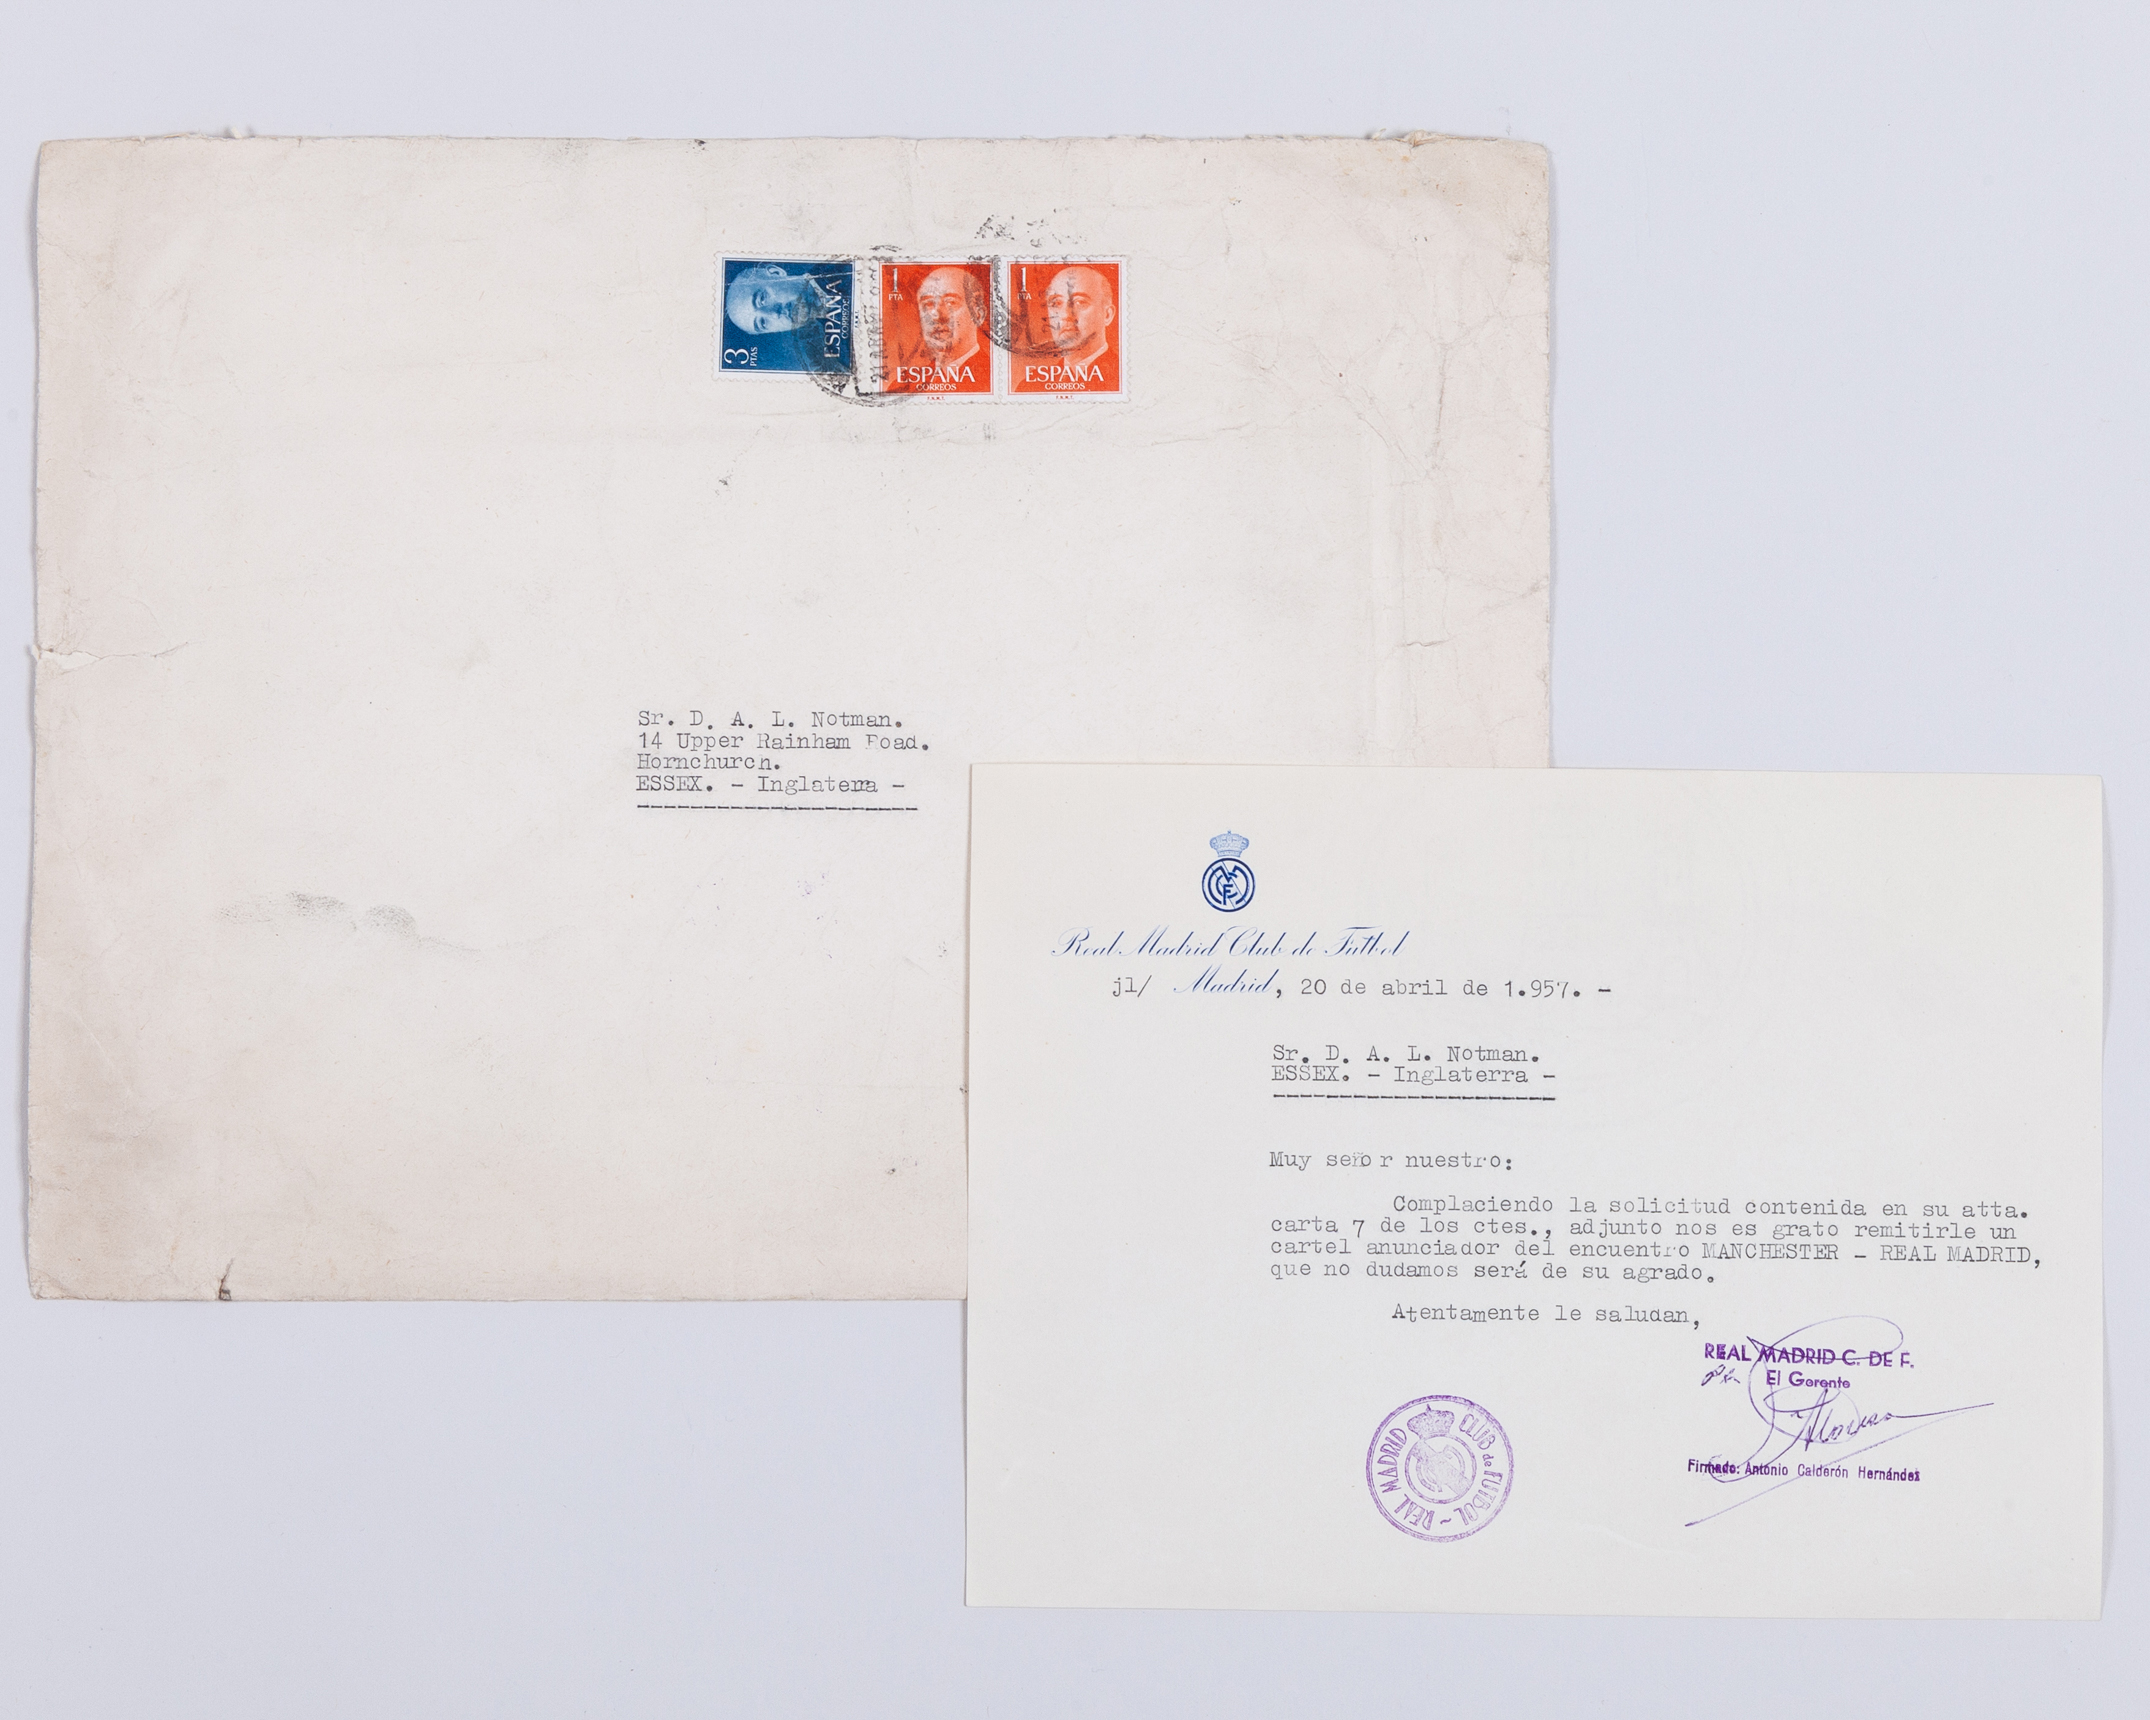 3
PTAS
ESPAÑA
CORREOS
1
PTA
ESPAÑA
CORREOS
F.N.M.T.
1
PTA
ESPAÑA
CORREOS
F.N.M.T.
Sr. D. A. L. Notman.
14 Upper Rainham Road.
Hornchurch.
ESSEX. - Inglaterra -
Real Madrid Club de Fútbol
jl/ Madrid, 20 de abril de 1.957. -
Sr. D. A. L. Notman.
ESSEX. - Inglaterra -
Muy señor nuestro:
Complaciendo la solicitud contenida en su atta.
carta 7 de los ctes., adjunto nos es grato remitirle un
cartel anunciador del encuentro MANCHESTER - REAL MADRID,
que no dudamos será de su agrado.
Atentamente le saludan,
REAL MADRID C. DE F.
El Gerente
Firmado: Antonio Calderón Hernández
REAL MADRID CLUB de FUTBOL ~